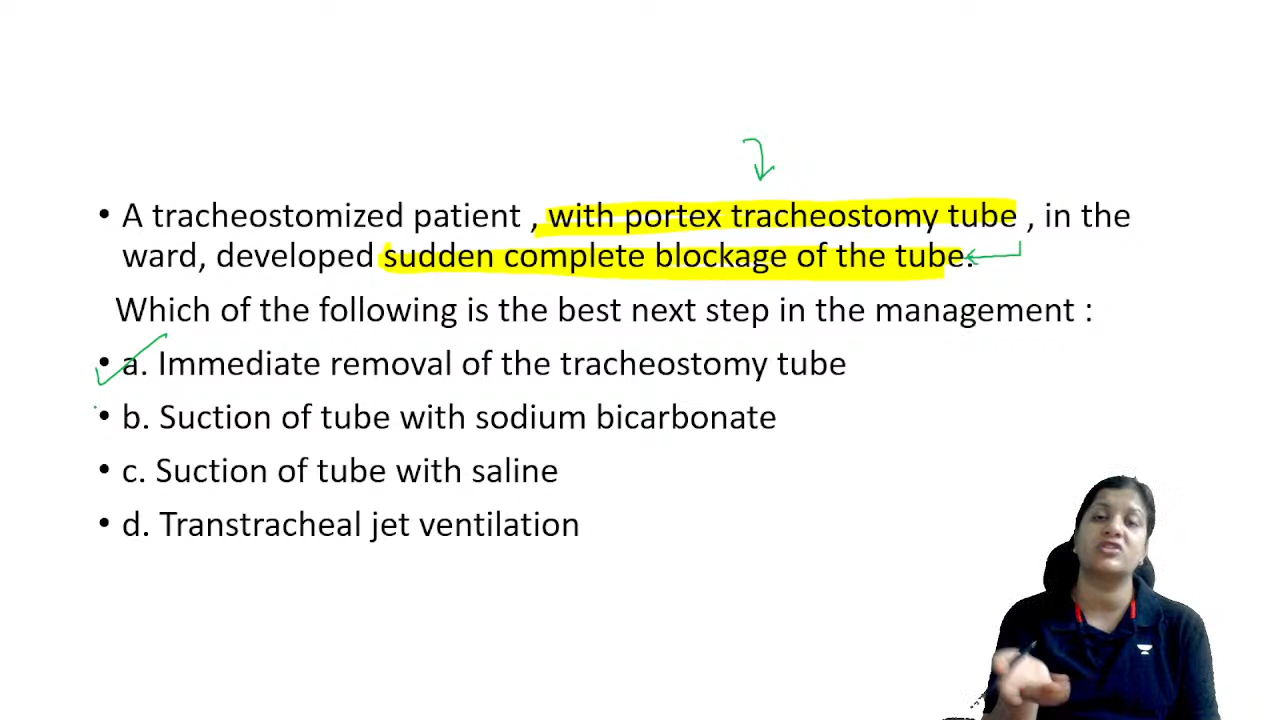 • A tracheostomized patient , with portex tracheostomy tube , in the
ward, developed sudden complete blockage of the tube.
Which of the following is the best next step in the management :
• a. Immediate removal of the tracheostomy tube
• b. Suction of tube with sodium bicarbonate
• c. Suction of tube with saline
• d. Transtracheal jet ventilation